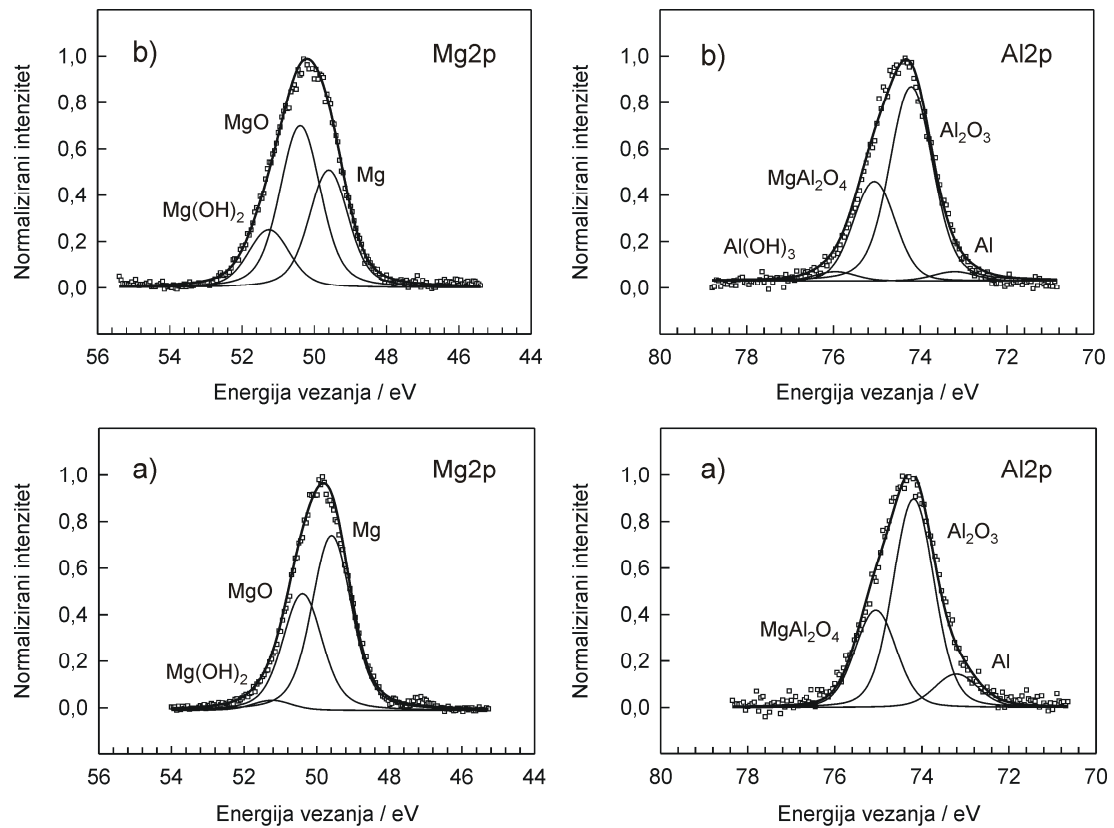 b)
Mg2p
Normalizirani intenzitet
1,0
0,8
0,6
0,4
0,2
0,0
MgO
Mg
Mg(OH)2
56 54 52 50 48 46 44
Energija vezanja / eV
b)
Al2p
Normalizirani intenzitet
1,0
0,8
0,6
0,4
0,2
0,0
Al2O3
MgAl2O4
Al(OH)3
Al
80 78 76 74 72 70
Energija vezanja / eV
a)
Mg2p
Normalizirani intenzitet
1,0
0,8
0,6
0,4
0,2
0,0
Mg
MgO
Mg(OH)2
56 54 52 50 48 46 44
Energija vezanja / eV
a)
Al2p
Normalizirani intenzitet
1,0
0,8
0,6
0,4
0,2
0,0
Al2O3
MgAl2O4
Al
80 78 76 74 72 70
Energija vezanja / eV